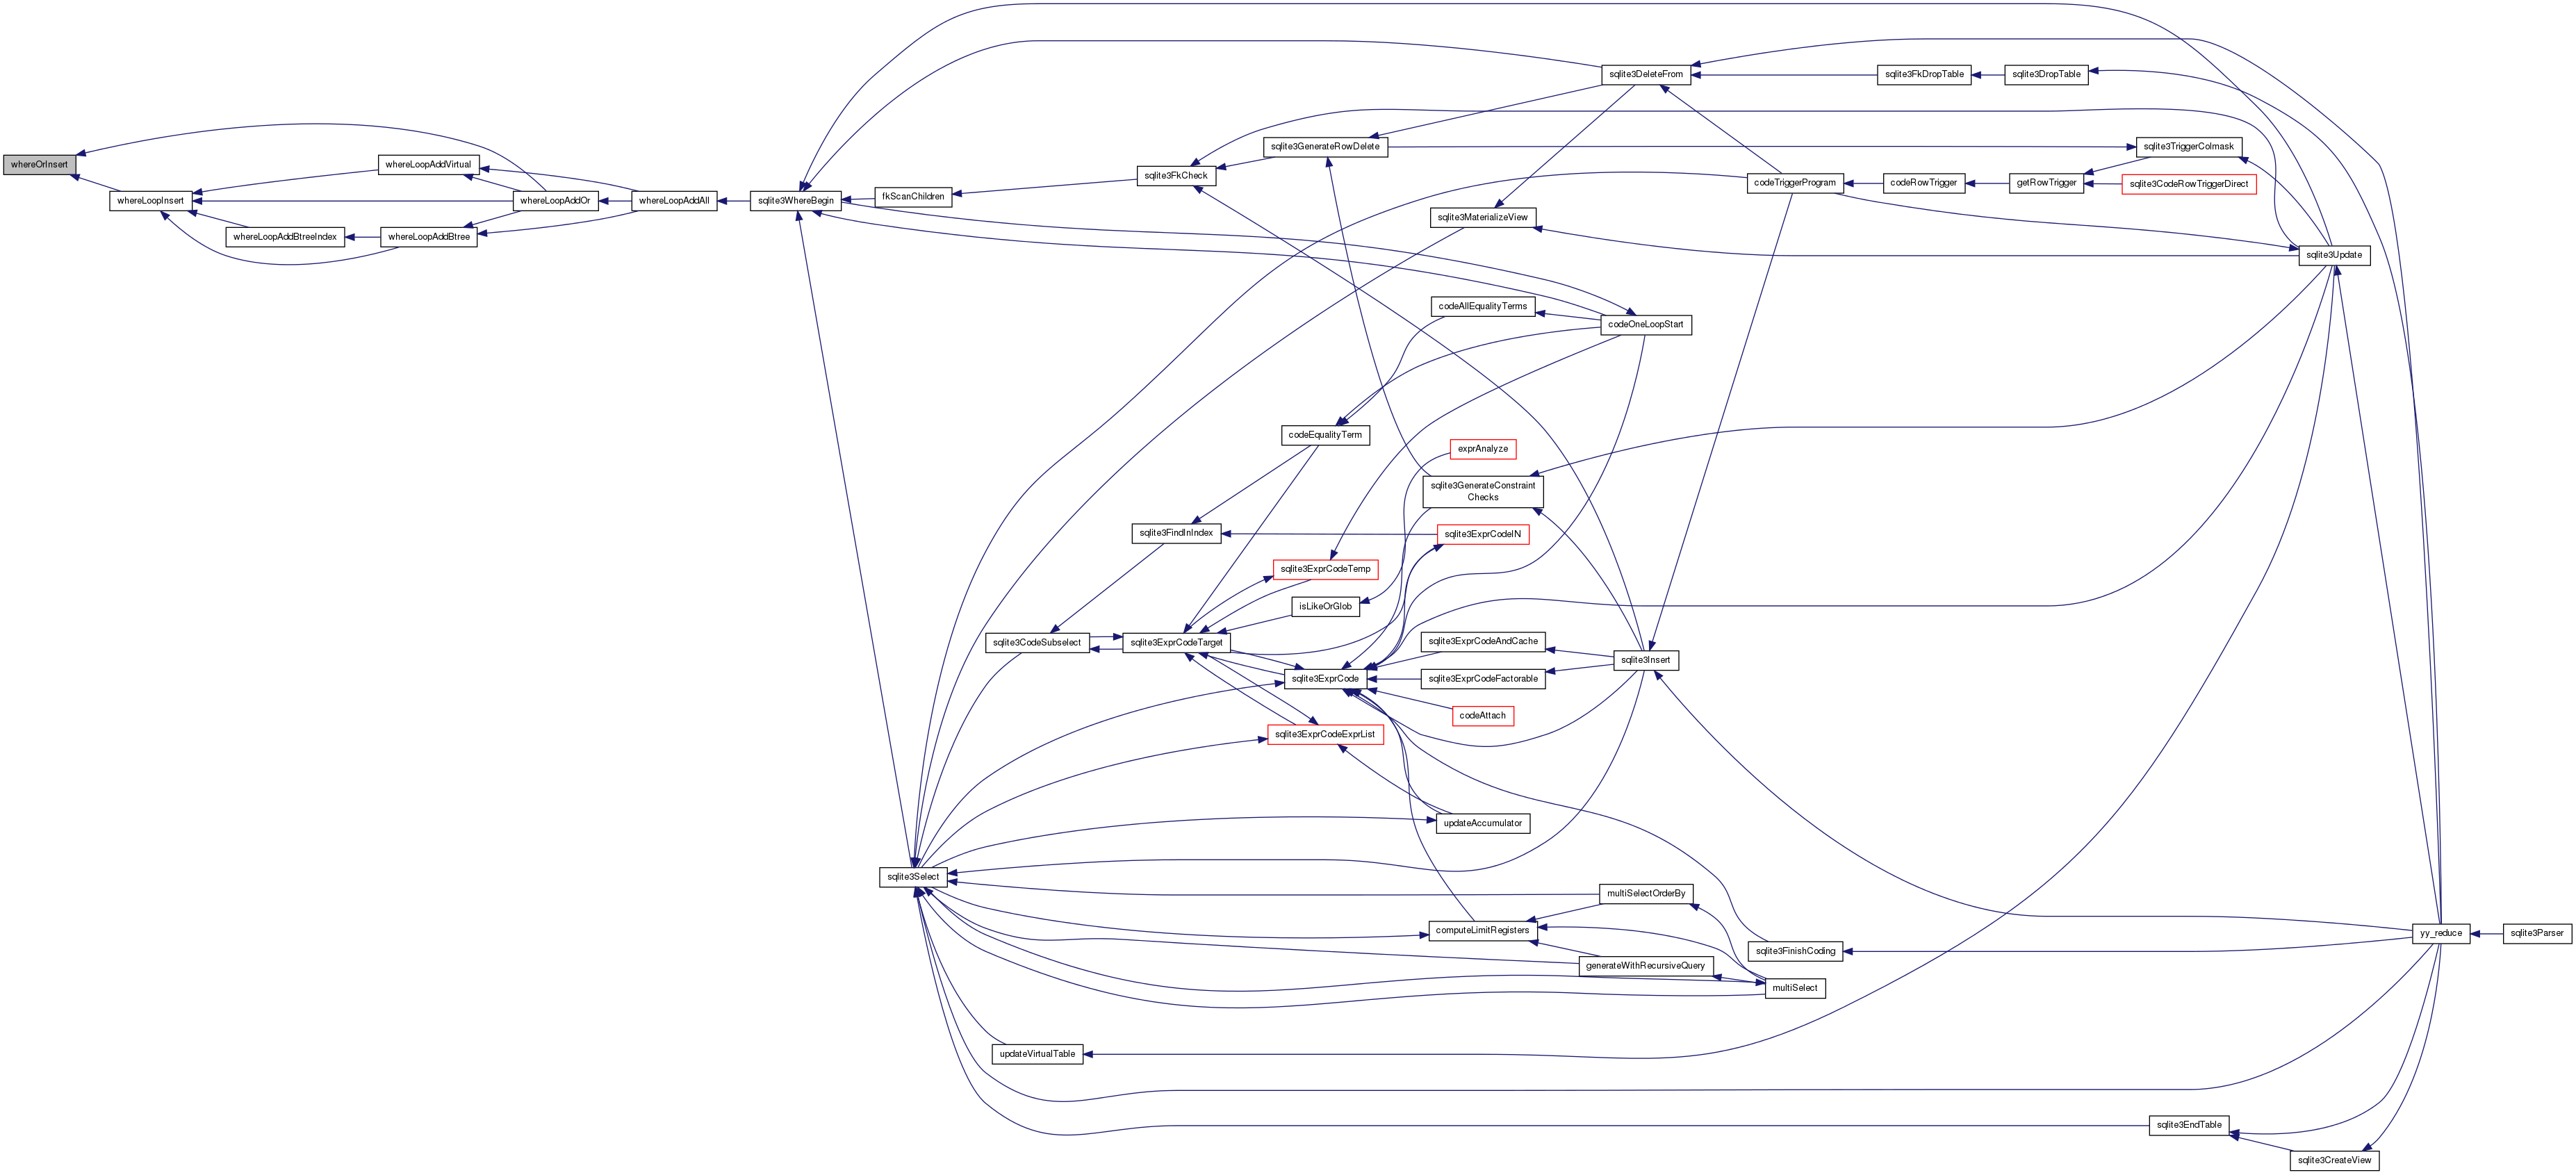 whereOrInsert
whereLoopInsert
whereLoopAddVirtual
whereLoopAddBtreeIndex
whereLoopAddBtree
whereLoopAddOr
whereLoopAddAll
sqlite3WhereBegin
fkScanChildren
sqlite3FkCheck
sqlite3GenerateRowDelete
sqlite3DeleteFrom
sqlite3FkDropTable
sqlite3DropTable
sqlite3MaterializeView
codeTriggerProgram
codeRowTrigger
getRowTrigger
sqlite3TriggerColmask
sqlite3CodeRowTriggerDirect
sqlite3Update
codeAllEqualityTerms
codeOneLoopStart
codeEqualityTerm
exprAnalyze
sqlite3GenerateConstraint
Checks
sqlite3FindInIndex
sqlite3ExprCodeIN
sqlite3ExprCodeTemp
isLikeOrGlob
sqlite3CodeSubselect
sqlite3ExprCodeTarget
sqlite3ExprCode
sqlite3ExprCodeAndCache
sqlite3ExprCodeFactorable
codeAttach
sqlite3Insert
sqlite3ExprCodeExprList
updateAccumulator
sqlite3Select
multiSelectOrderBy
computeLimitRegisters
generateWithRecursiveQuery
multiSelect
sqlite3FinishCoding
yy_reduce
sqlite3Parser
updateVirtualTable
sqlite3EndTable
sqlite3CreateView